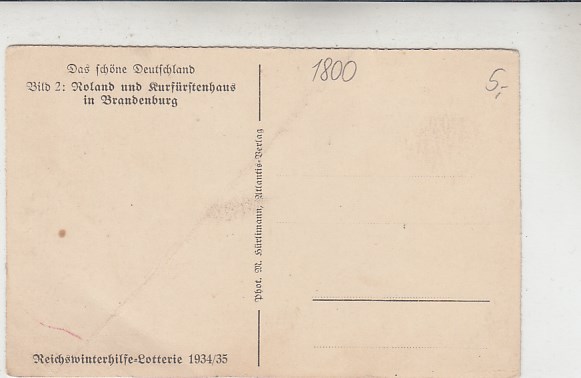 Das schöne Deutschland
Bild 2: Roland und Kurfürstenhaus
in Brandenburg
Reichswinterhilfe-Lotterie 1934/35
Phot. M. Hürlimann, Atlantis-Verlag
1800
5,-